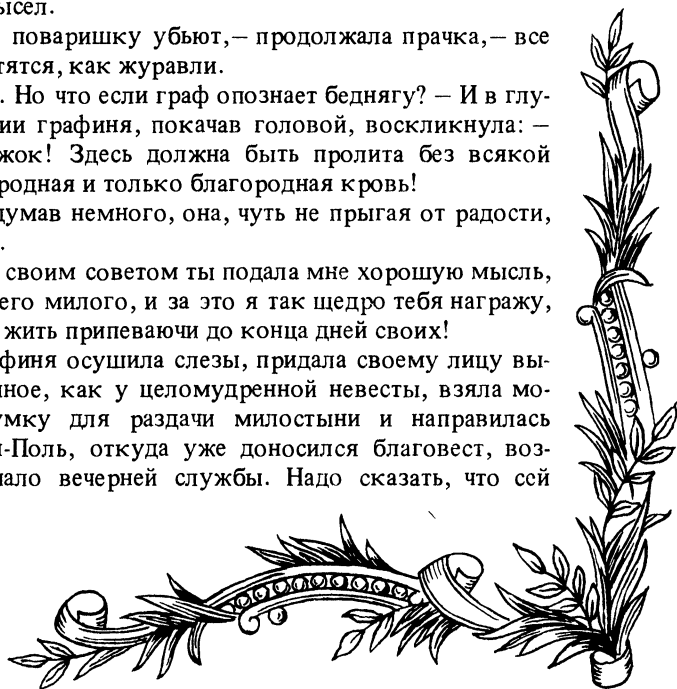 ысел.
поваришку убьют,— продолжала прачка,— все
тятся, как журавли.
. Но что если граф опознает беднягу? — И в глу-
ии графиня, покачав головой, воскликнула: —
жок! Здесь должна быть пролита без всякой
родная и только благородная кровь!
думав немного, она, чуть не прыгая от радости,
.
своим советом ты подала мне хорошую мысль,
его милого, и за это я так щедро тебя награжу,
жить припеваючи до конца дней своих!
афиня осушила слезы, придала своему лицу вы-
нное, как у целомудренной невесты, взяла мо-
умку для раздачи милостыни и направилась
н-Поль, откуда уже доносился благовест, воз-
чало вечерней службы. Надо сказать, что сей